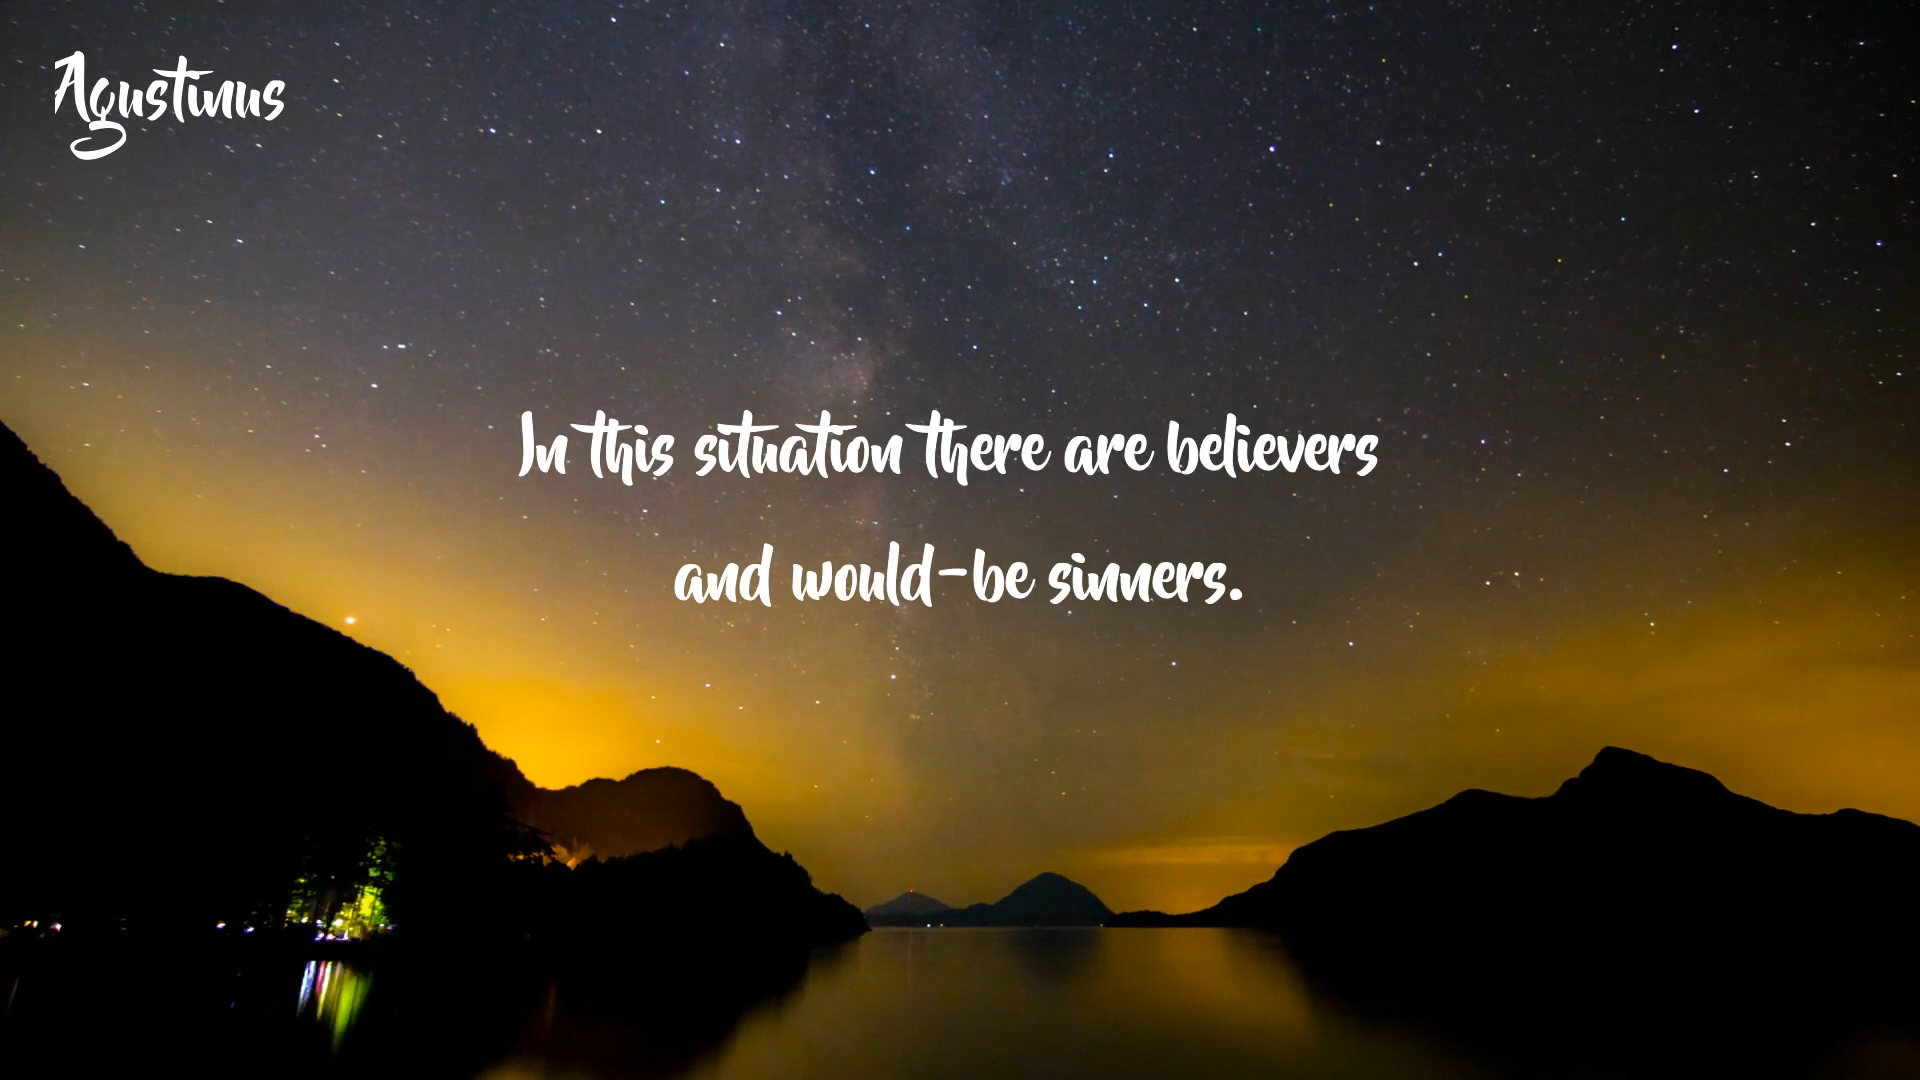 Agustinus
In this situation there are believers
and would-be sinners.